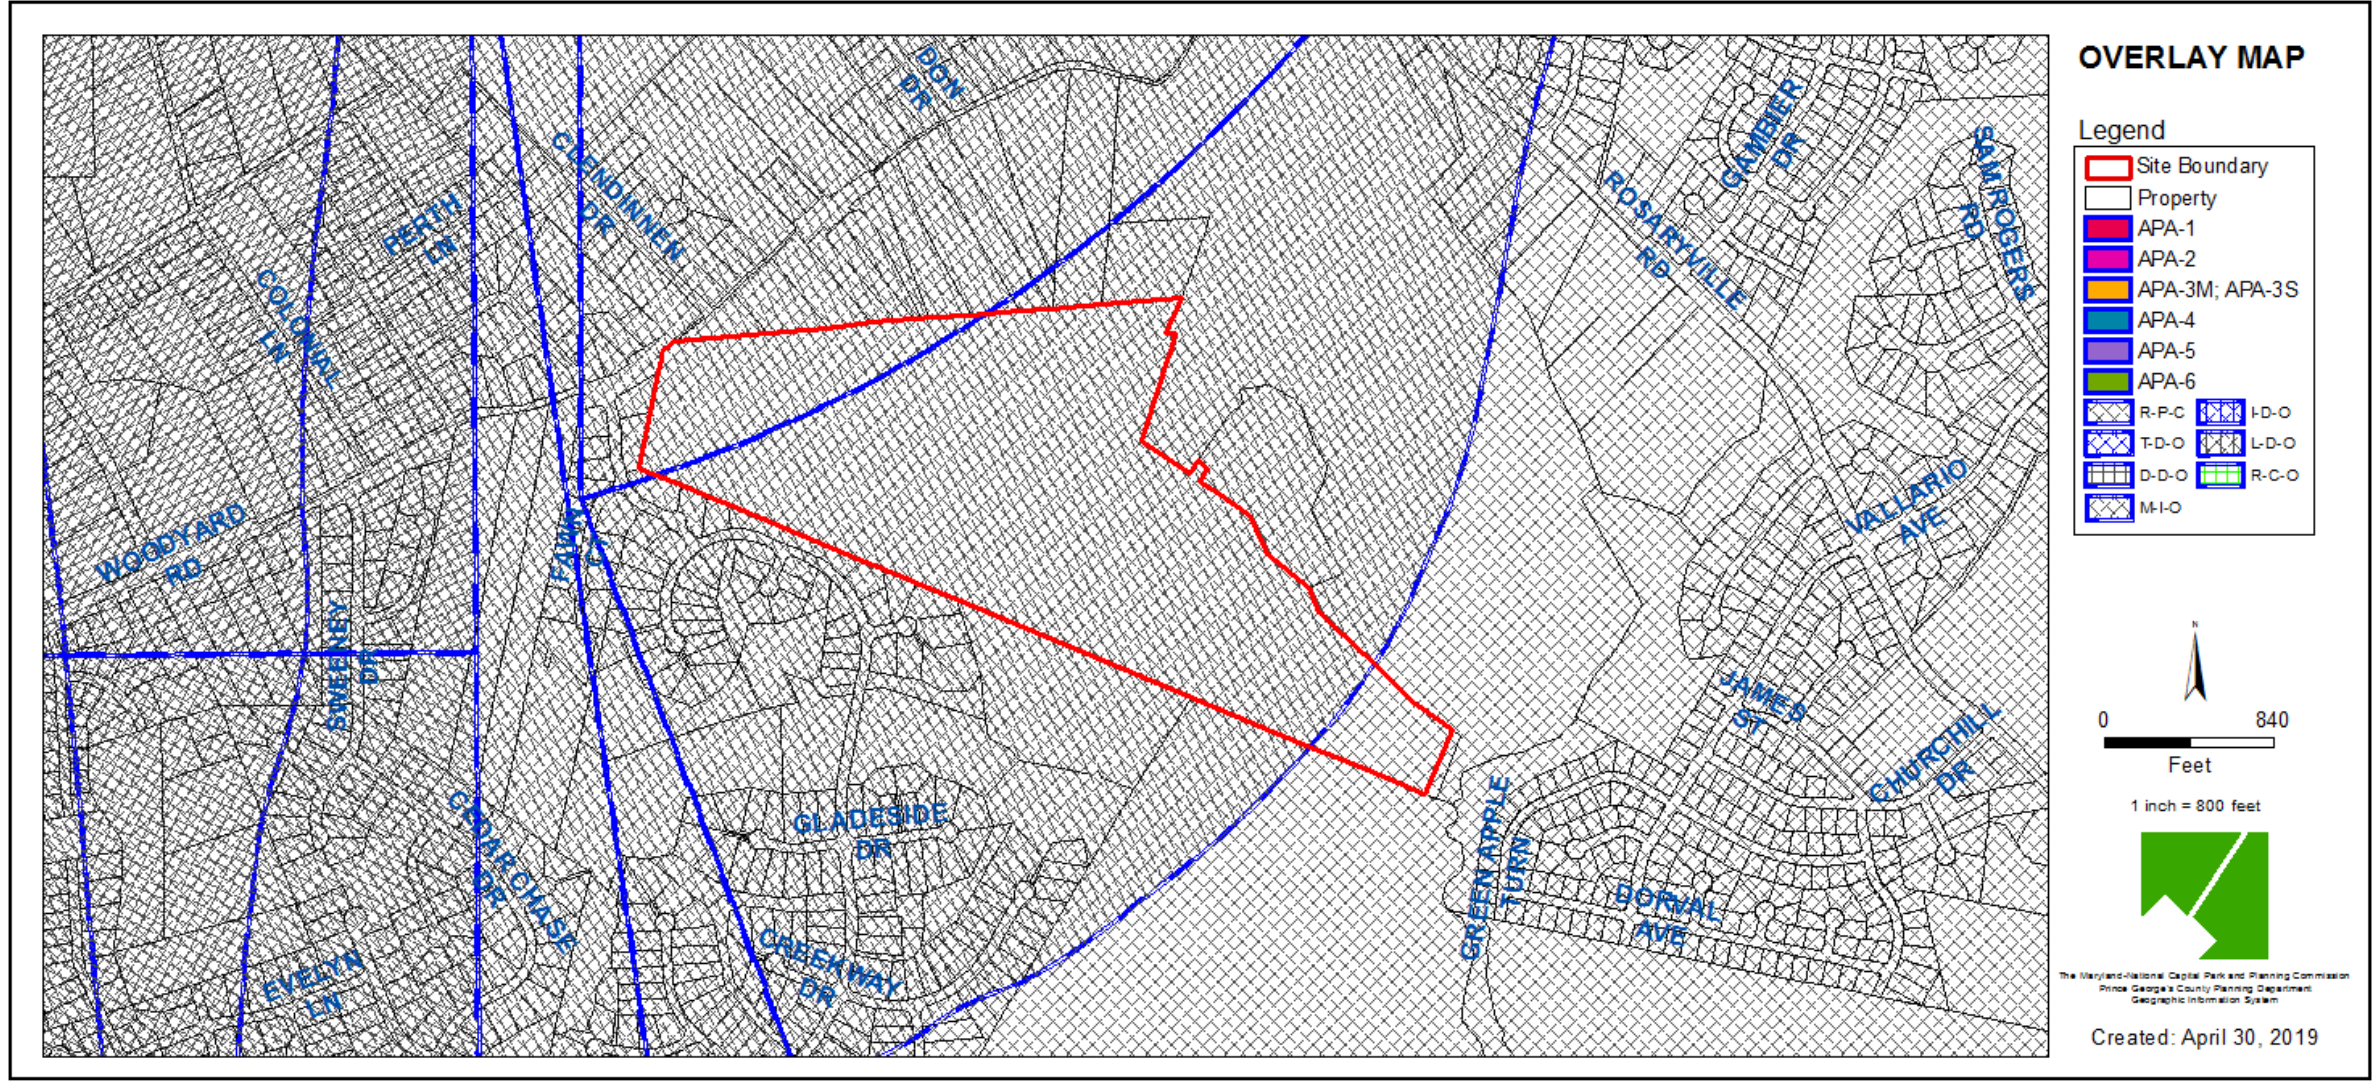 OVERLAY MAP
Legend
Site Boundary
Property
APA-1
APA-2
APA-3M; APA-3S
APA-4
APA-5
APA-6
R-P-C
I-D-O
T-D-O
L-D-O
D-D-O
R-C-O
M-I-O
N
0 840
Feet
1 inch = 800 feet
The Maryland-National Capital Park and Planning Commission
Prince George's County Planning Department
Geographic Information System
Created: April 30, 2019
DON
DR
CLENDINNEN
DR
PERTH
LN
COLONIAL
LN
GAMBIER
DR
SAM ROGERS
RD
ROSARYVILLE
RD
WOODYARD
RD
FAWN
CT
SWEENEY
DR
VALLARIO
AVE
JAMES
ST
CHURCHILL
DR
CEDAR CHASE
DR
GLADESIDE
DR
GREEN APPLE
TURN
DORVAL
AVE
CREEKWAY
DR
EVELYN
LN